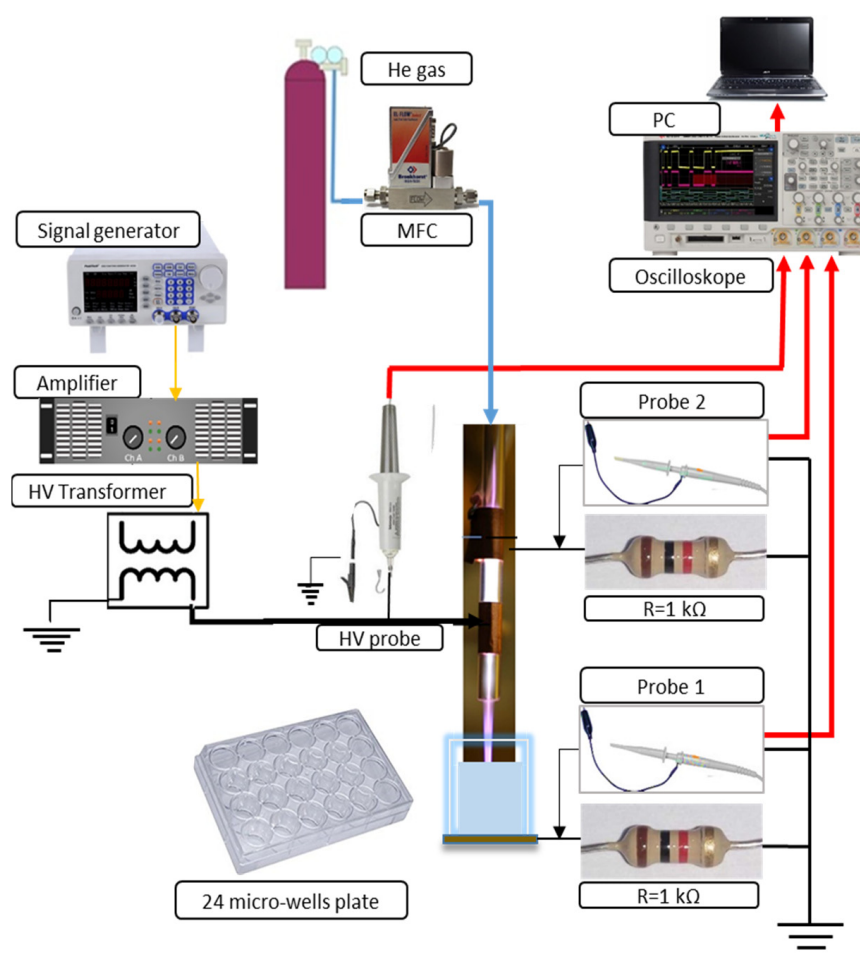 He gas
PC
MFC
Signal generator
Oscilloskope
Amplifier
Probe 2
Ch A
Ch B
HV Transformer
R=1 kΩ
HV probe
Probe 1
24 micro-wells plate
R=1 kΩ